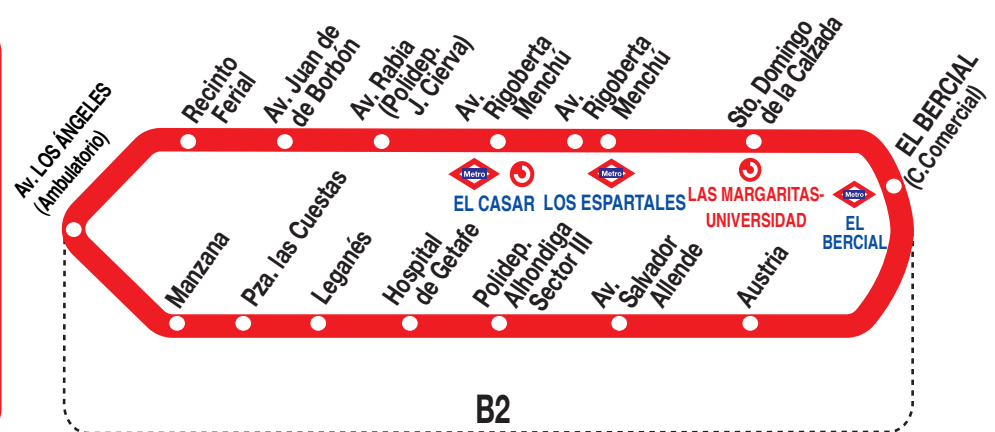 Av. LOS ÁNGELES
(Ambulatorio)
Recinto
Ferial
Av. Juan de
de Borbón
Av. Rabia
(Polidep.
J. Cierva)
Av.
Rigoberta
Menchú
Av.
Rigoberta
Menchú
Sto. Domingo
de la Calzada
EL BERCIAL
(C.Comercial)
Metro
EL CASAR
Metro
LOS ESPARTALES
LAS MARGARITAS-
UNIVERSIDAD
Metro
EL
BERCIAL
Manzana
Pza. las Cuestas
Leganés
Hospital
de Getafe
Polidep.
Alhondiga
Sector III
Av.
Salvador
Allende
Austria
B2